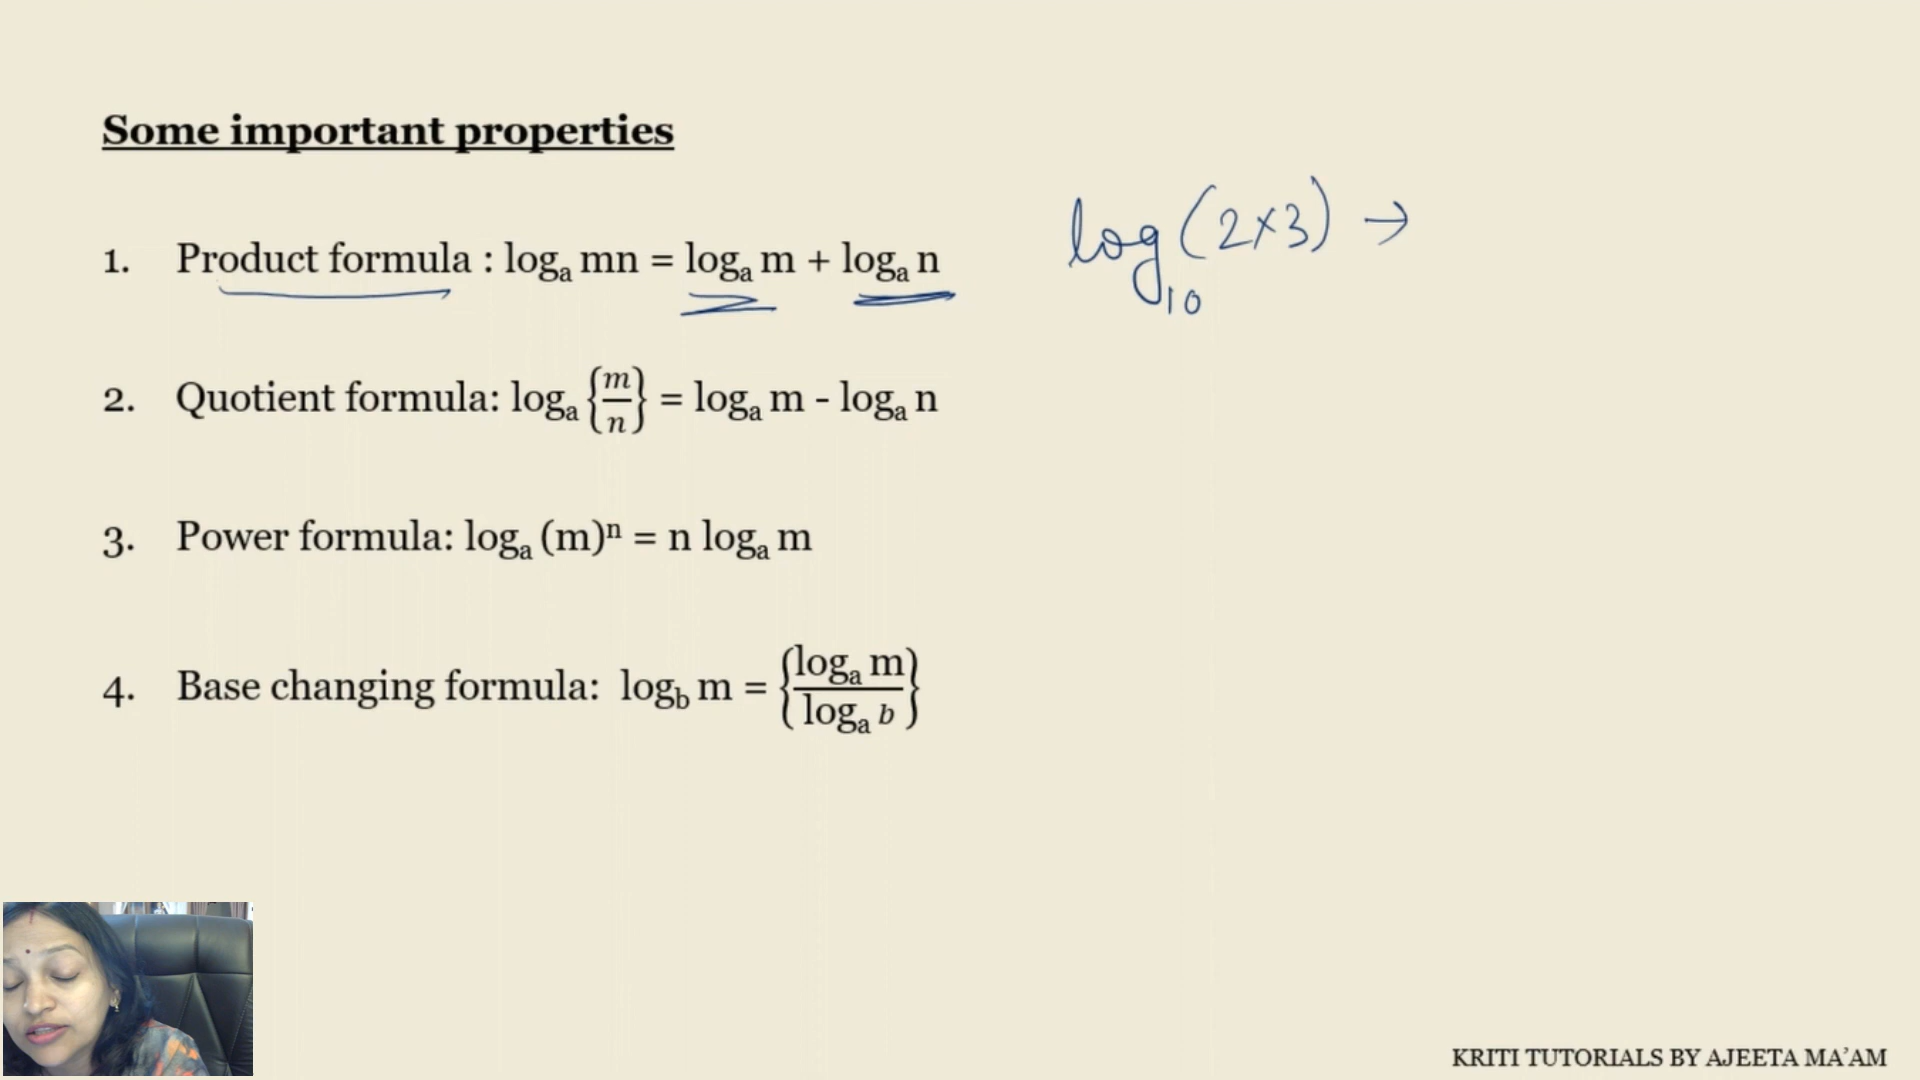 Some important properties
1. Product formula : logₐ mn = logₐ m + logₐ n
log₁₀ (2×3) →
2. Quotient formula: logₐ {m/n} = logₐ m - logₐ n
3. Power formula: logₐ (m)ⁿ = n logₐ m
4. Base changing formula: log_b m = {logₐ m / logₐ b}
KRITI TUTORIALS BY AJEETA MA’AM